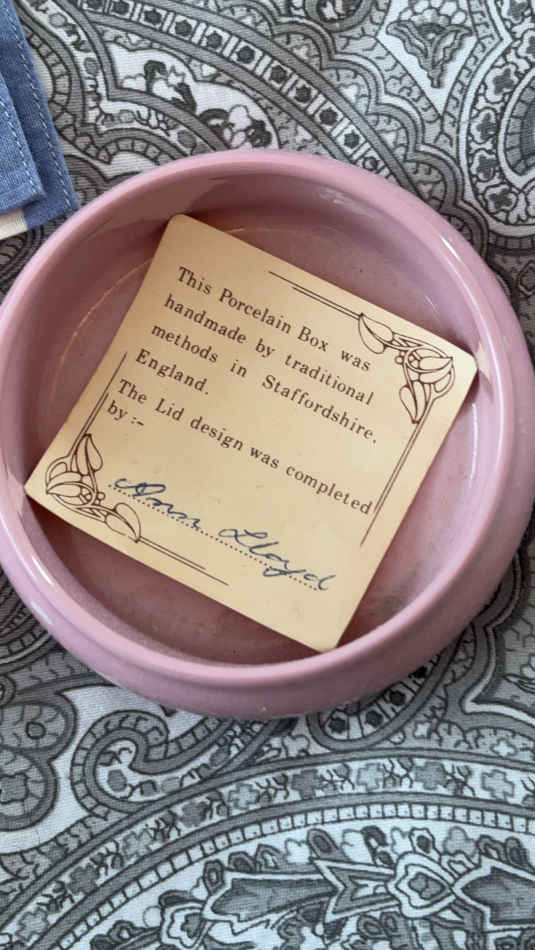 This Porcelain Box was
handmade by traditional
methods in Staffordshire,
England.
The Lid design was completed
by :-
Ann Lloyd